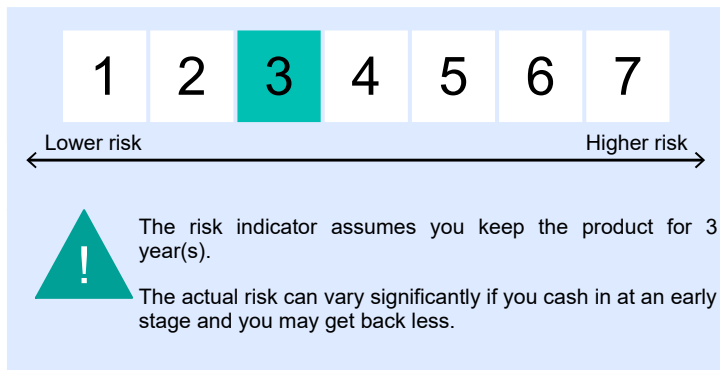 1 2 3 4 5 6 7
Lower risk Higher risk
!
The risk indicator assumes you keep the product for 3
year(s).
The actual risk can vary significantly if you cash in at an early
stage and you may get back less.